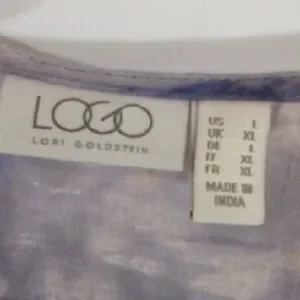 LOGO
LORI GOLDSTEIN
US L
UK XL
DE L
IT XL
FR XL
MADE IN
INDIA